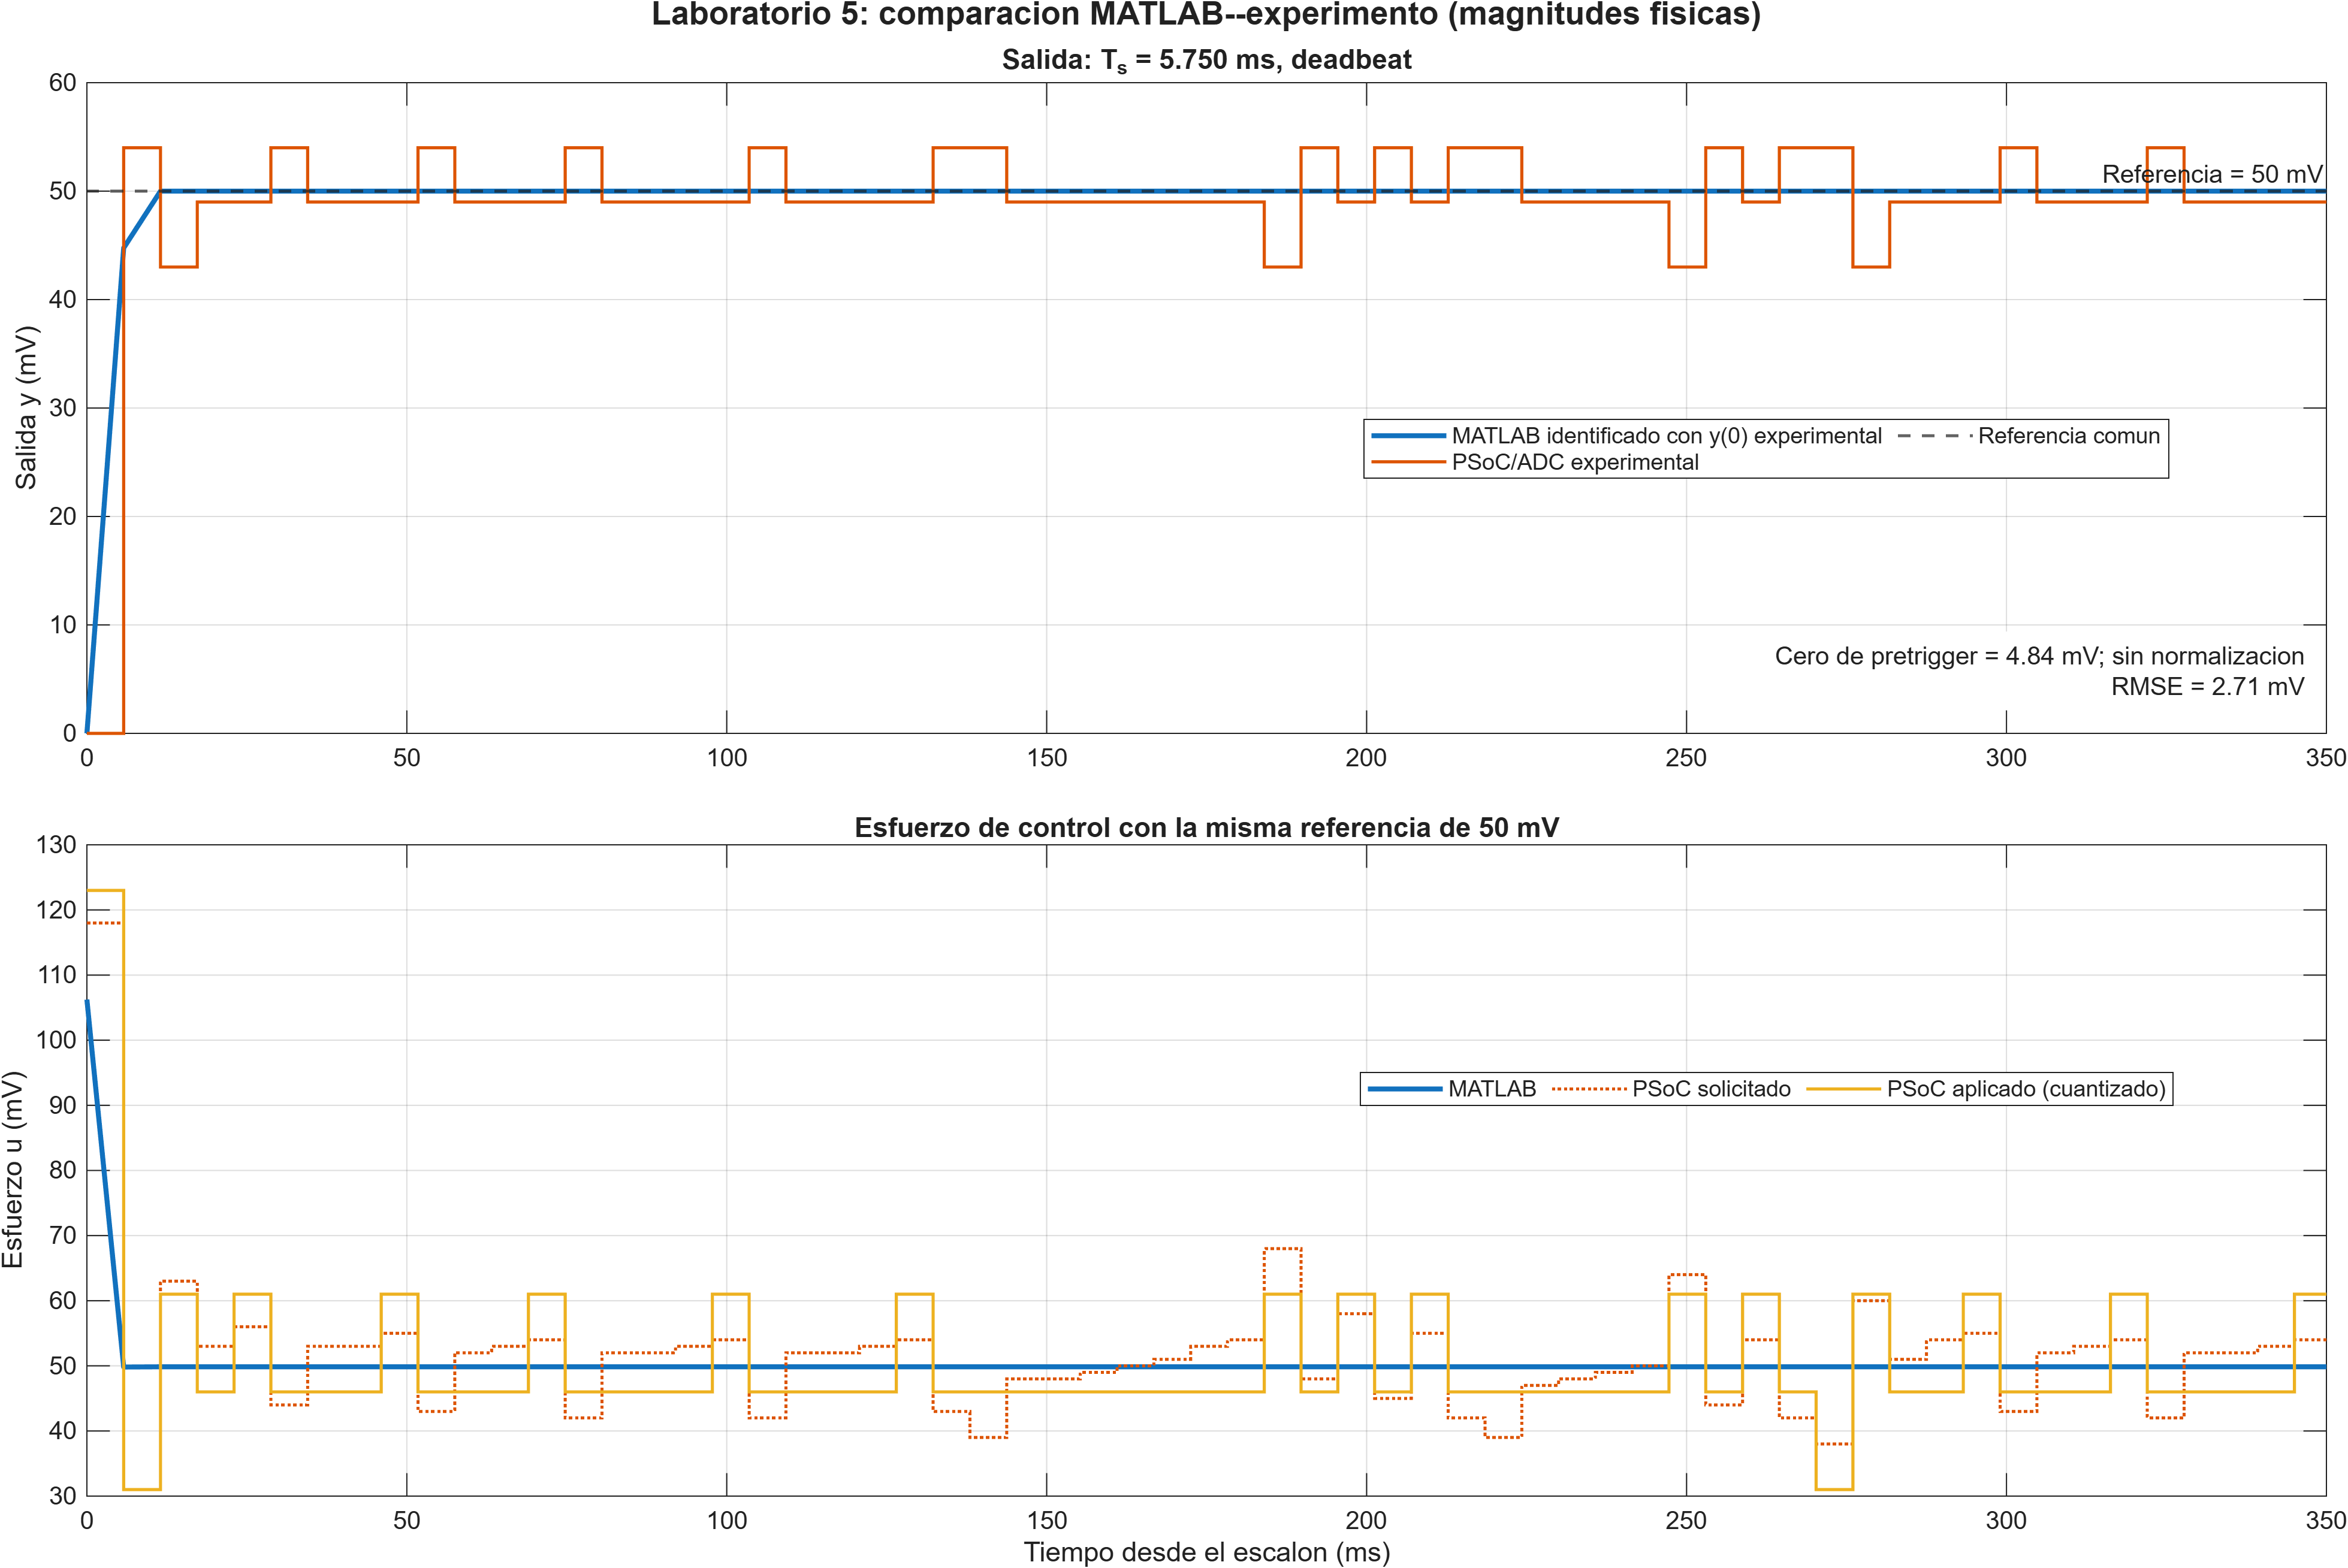 Laboratorio 5: comparacion MATLAB--experimento (magnitudes fisicas)
Salida: Ts = 5.750 ms, deadbeat
60
50
40
30
20
10
0
Salida y (mV)
Referencia = 50 mV
MATLAB identificado con y(0) experimental
Referencia comun
PSoC/ADC experimental
Cero de pretrigger = 4.84 mV; sin normalizacion
RMSE = 2.71 mV
0 50 100 150 200 250 300 350
Esfuerzo de control con la misma referencia de 50 mV
130
120
110
100
90
80
70
60
50
40
30
Esfuerzo u (mV)
MATLAB
PSoC solicitado
PSoC aplicado (cuantizado)
0 50 100 150 200 250 300 350
Tiempo desde el escalon (ms)